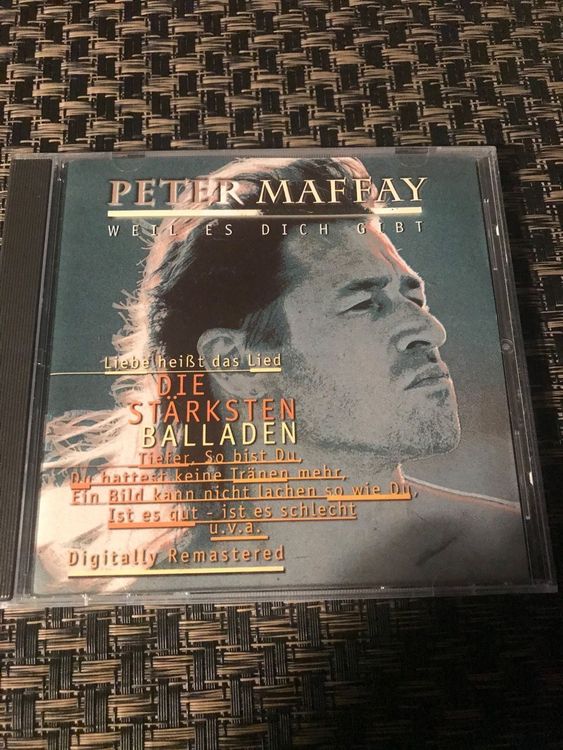 PETER MAFFAY
WEIL ES DICH GIBT
Liebe heißt das Lied
DIE
STÄRKSTEN
BALLADEN
Tiefer, So bist Du,
Du hattest keine Tränen mehr,
Ein Bild kann nicht lachen so wie Du,
Ist es gut - ist es schlecht
u.v.a.
Digitally Remastered